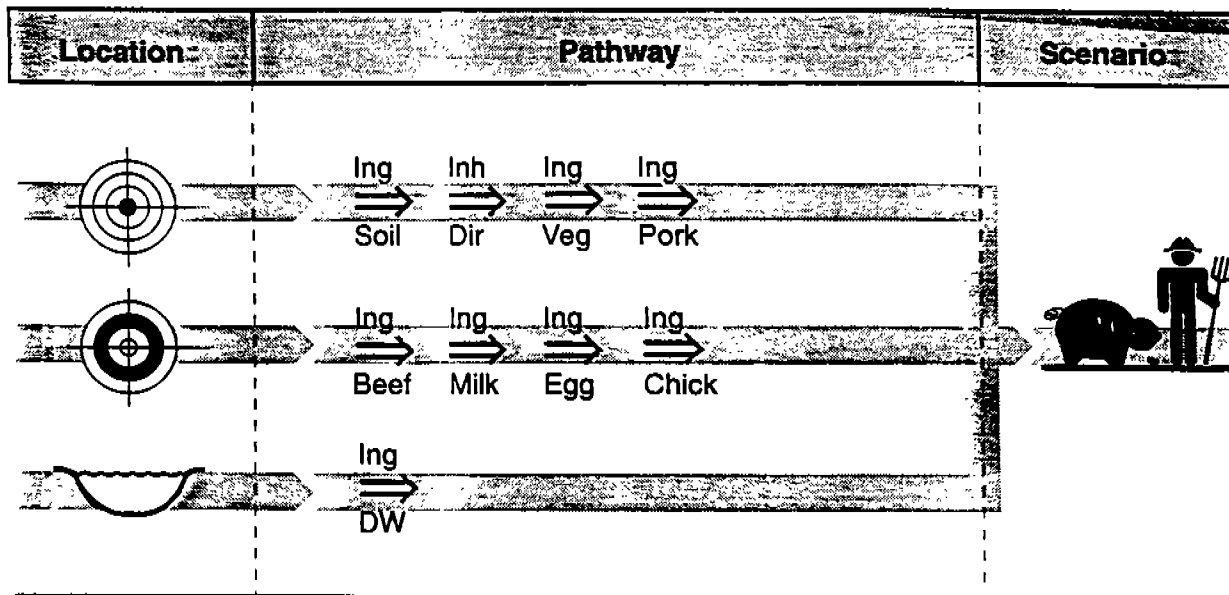 Location Pathway Scenario
Ing Inh Ing Ing
Soil Dir Veg Pork
Ing Ing Ing Ing
Beef Milk Egg Chick
Ing
DW